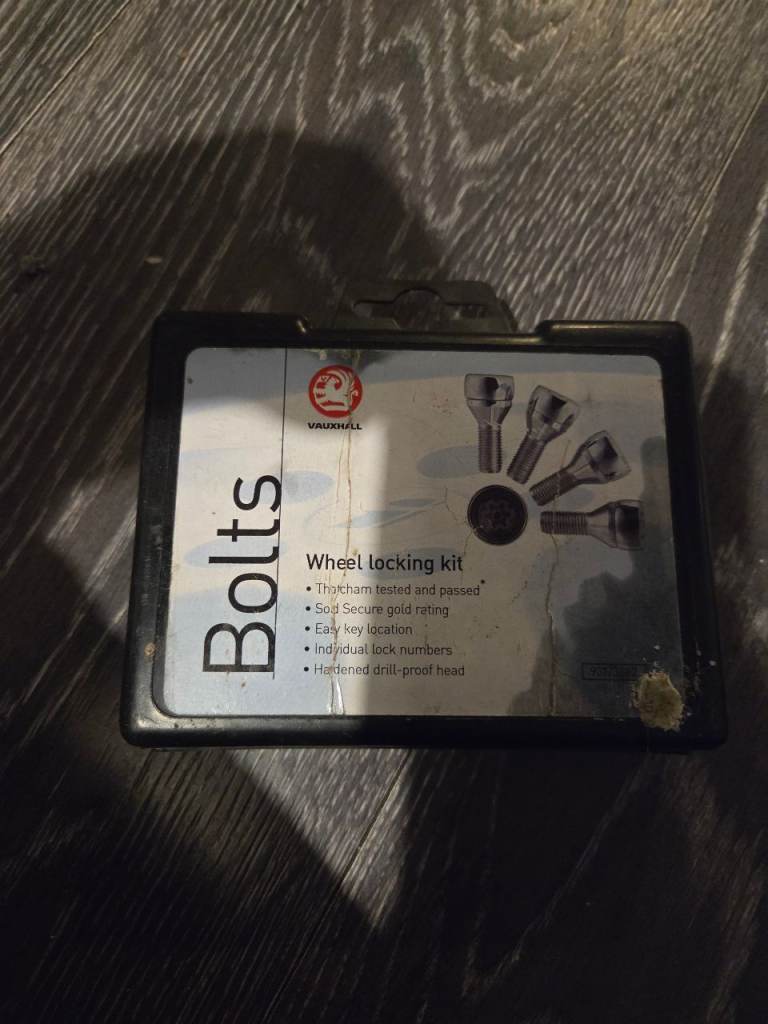 VAUXHALL
Bolts
Wheel locking kit
• Thatcham tested and passed*
• Sold Secure gold rating
• Easy key location
• Individual lock numbers
• Hardened drill-proof head